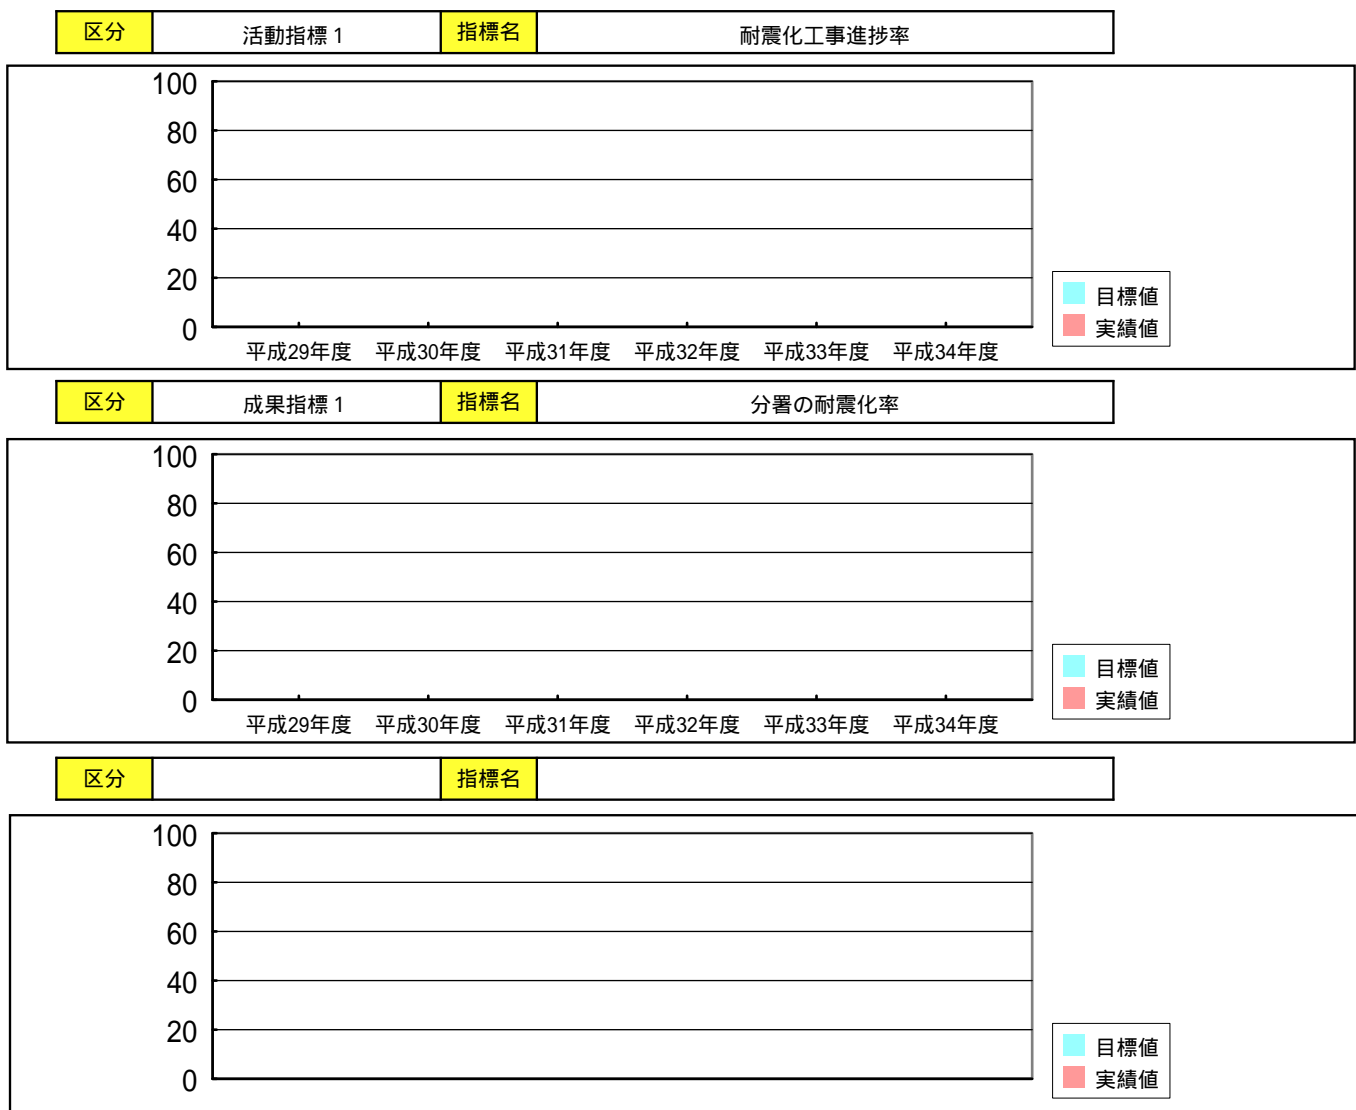 区分 活動指標１ 指標名 耐震化工事進捗率
100
80
60
40
20
0
平成29年度 平成30年度 平成31年度 平成32年度 平成33年度 平成34年度
目標値
実績値
区分 成果指標１ 指標名 分署の耐震化率
100
80
60
40
20
0
平成29年度 平成30年度 平成31年度 平成32年度 平成33年度 平成34年度
目標値
実績値
区分 指標名
100
80
60
40
20
0
目標値
実績値